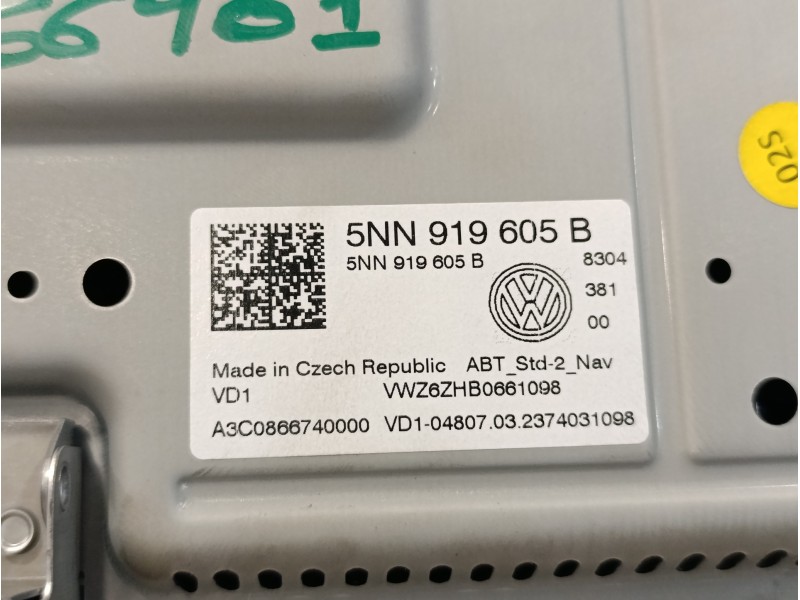 66401
025
5NN 919 605 B
5NN 919 605 B
8304
381
00
Made in Czech Republic ABT_Std-2_Nav
VD1 VWZ6ZHB0661098
A3C0866740000 VD1-04807.03.2374031098